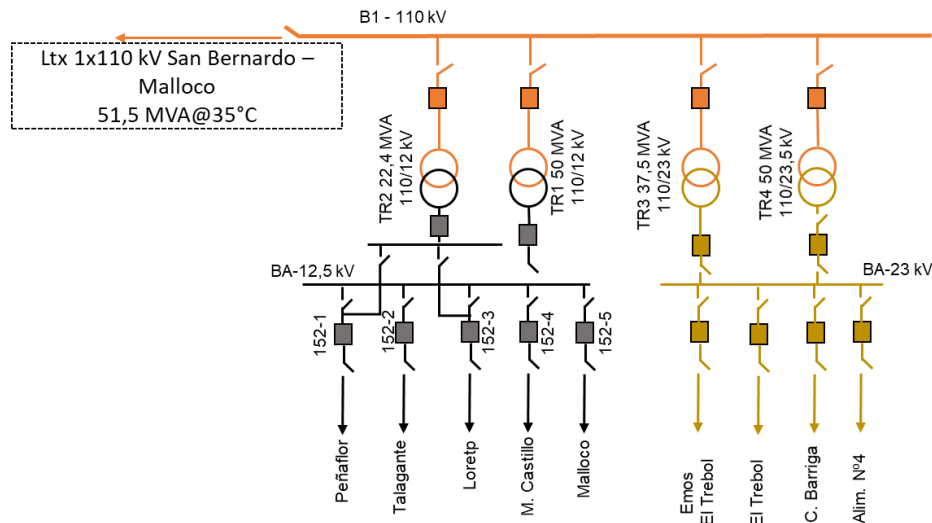 B1 - 110 kV
Ltx 1x110 kV San Bernardo –
Malloco
51,5 MVA@35°C
TR2 22,4 MVA
110/12 kV
TR1 50 MVA
110/12 kV
TR3 37,5 MVA
110/23 kV
TR4 50 MVA
110/23,5 kV
BA-12,5 kV
BA-23 kV
152-1
152-2
152-3
152-4
152-5
Peñaflor
Talagante
Loretp
M. Castillo
Malloco
Emos
El Trebol
El Trebol
C. Barriga
Alim. Nº4